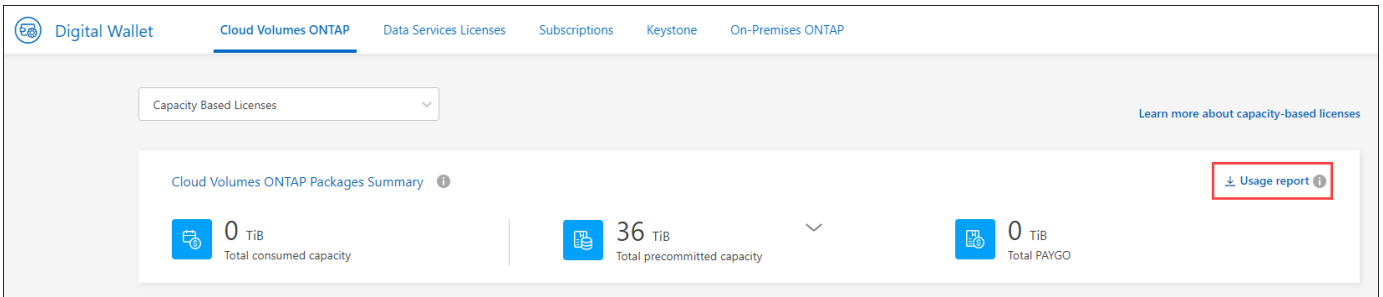 Digital Wallet
Cloud Volumes ONTAP
Data Services Licenses
Subscriptions
Keystone
On-Premises ONTAP
Capacity Based Licenses
Learn more about capacity-based licenses
Cloud Volumes ONTAP Packages Summary
Usage report
0 TiB
Total consumed capacity
36 TiB
Total precommitted capacity
0 TiB
Total PAYGO